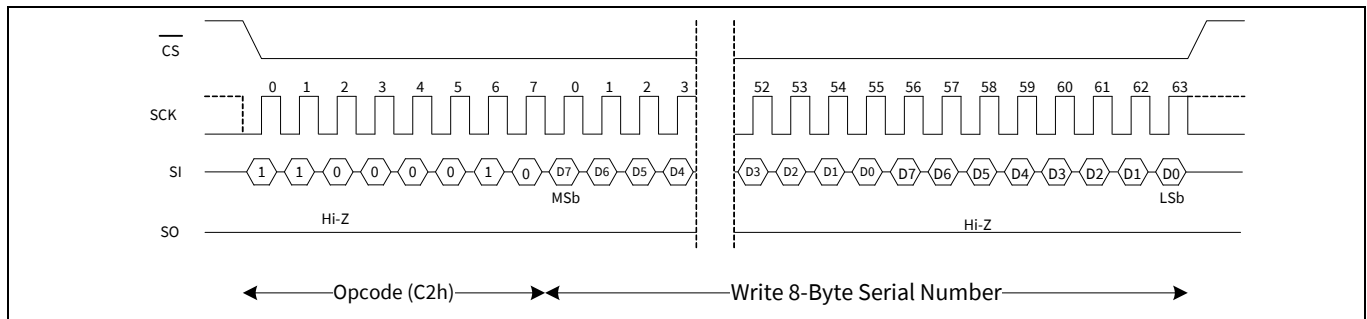 CS
0 1 2 3 4 5 6 7 0 1 2 3 52 53 54 55 56 57 58 59 60 61 62 63
SCK
SI 1 1 0 0 0 0 1 0 D7 D6 D5 D4 D3 D2 D1 D0 D7 D6 D5 D4 D3 D2 D1 D0
MSb LSb
Hi-Z Hi-Z
SO
Opcode (C2h) Write 8-Byte Serial Number